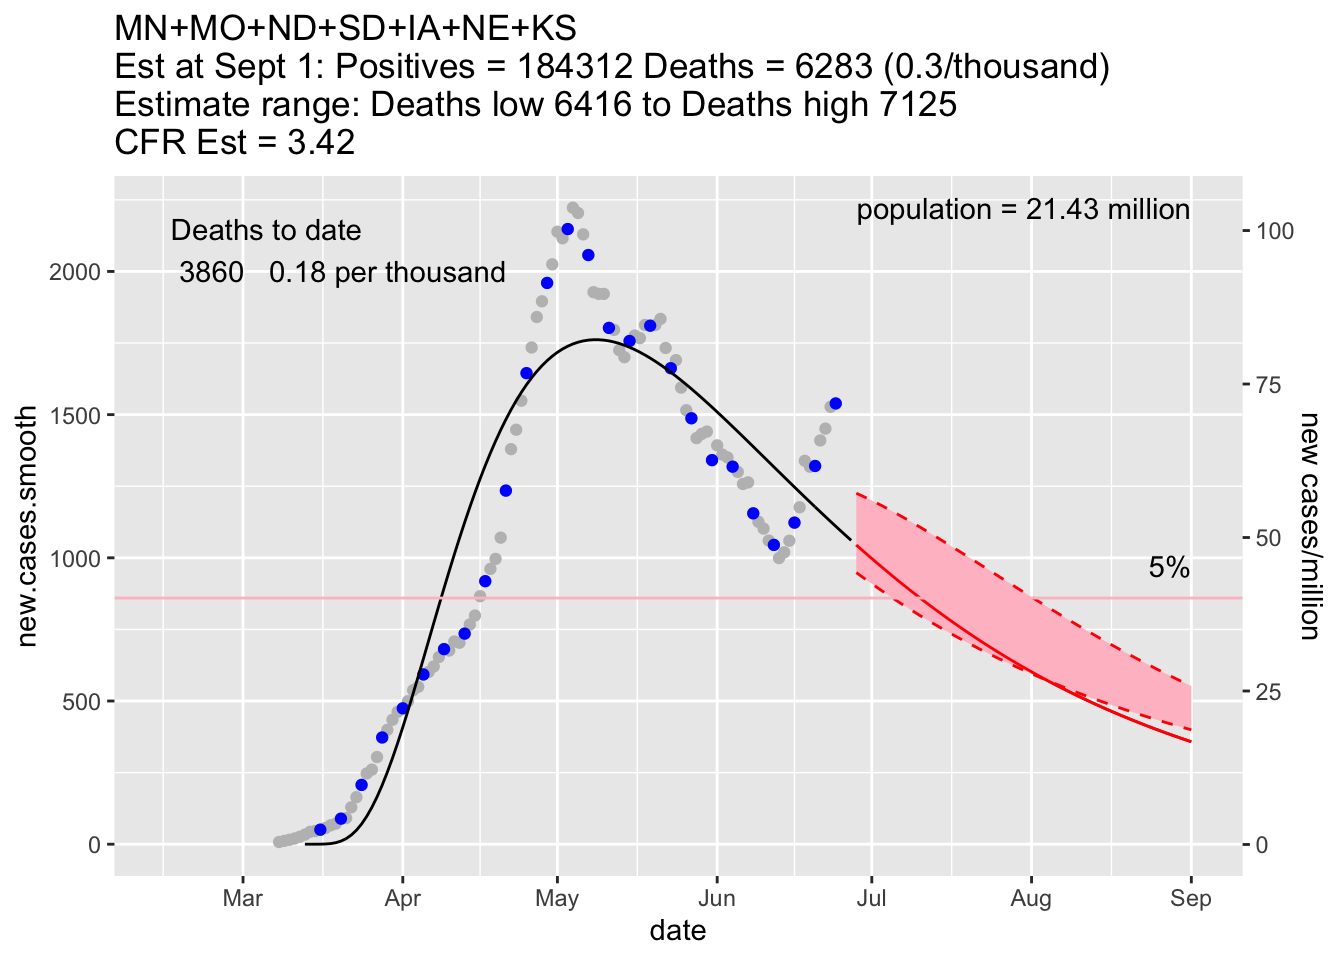 MN+MO+ND+SD+IA+NE+KS
Est at Sept 1: Positives = 184312 Deaths = 6283 (0.3/thousand)
Estimate range: Deaths low 6416 to Deaths high 7125
CFR Est = 3.42
Deaths to date
3860 0.18 per thousand
population = 21.43 million
5%
new.cases.smooth
2000
1500
1000
500
0
new cases/million
100
75
50
25
0
Mar Apr May Jun Jul Aug Sep
date